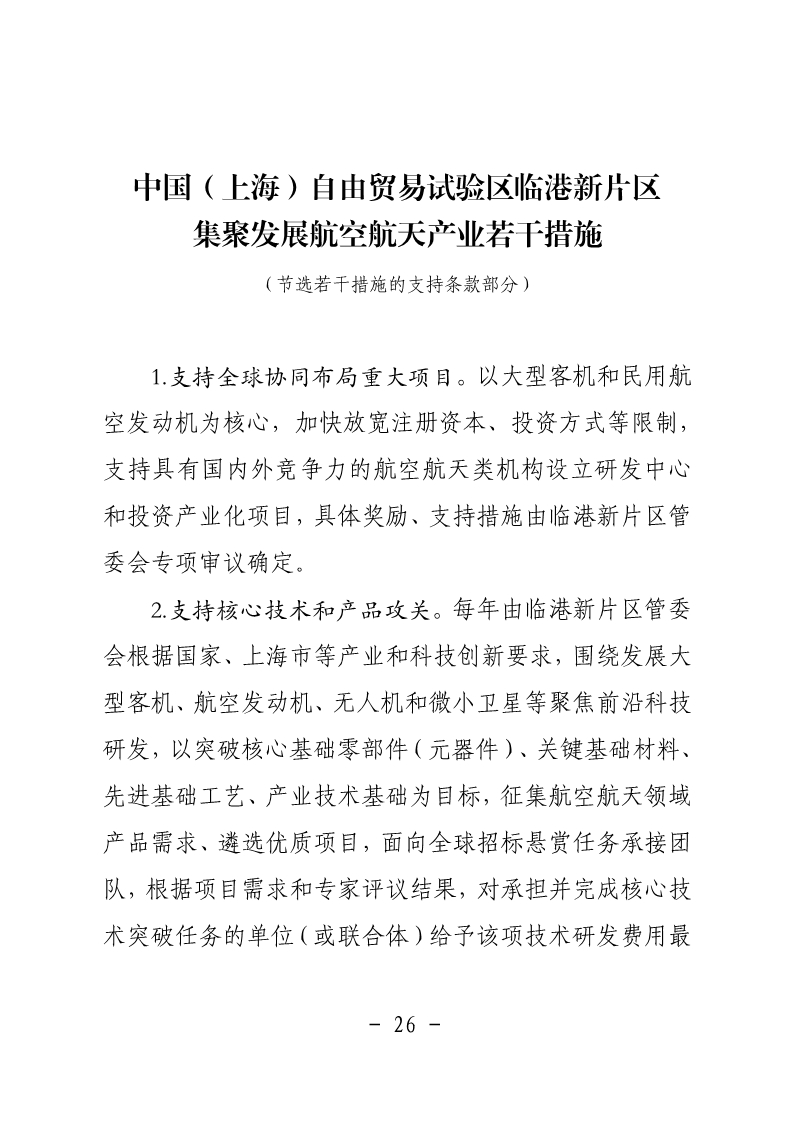 中国（上海）自由贸易试验区临港新片区
集聚发展航空航天产业若干措施
（节选若干措施的支持条款部分）
1.支持全球协同布局重大项目。以大型客机和民用航
空发动机为核心，加快放宽注册资本、投资方式等限制，
支持具有国内外竞争力的航空航天类机构设立研发中心
和投资产业化项目，具体奖励、支持措施由临港新片区管
委会专项审议确定。
2.支持核心技术和产品攻关。每年由临港新片区管委
会根据国家、上海市等产业和科技创新要求，围绕发展大
型客机、航空发动机、无人机和微小卫星等聚焦前沿科技
研发，以突破核心基础零部件（元器件）、关键基础材料、
先进基础工艺、产业技术基础为目标，征集航空航天领域
产品需求、遴选优质项目，面向全球招标悬赏任务承接团
队，根据项目需求和专家评议结果，对承担并完成核心技
术突破任务的单位（或联合体）给予该项技术研发费用最
- 26 -